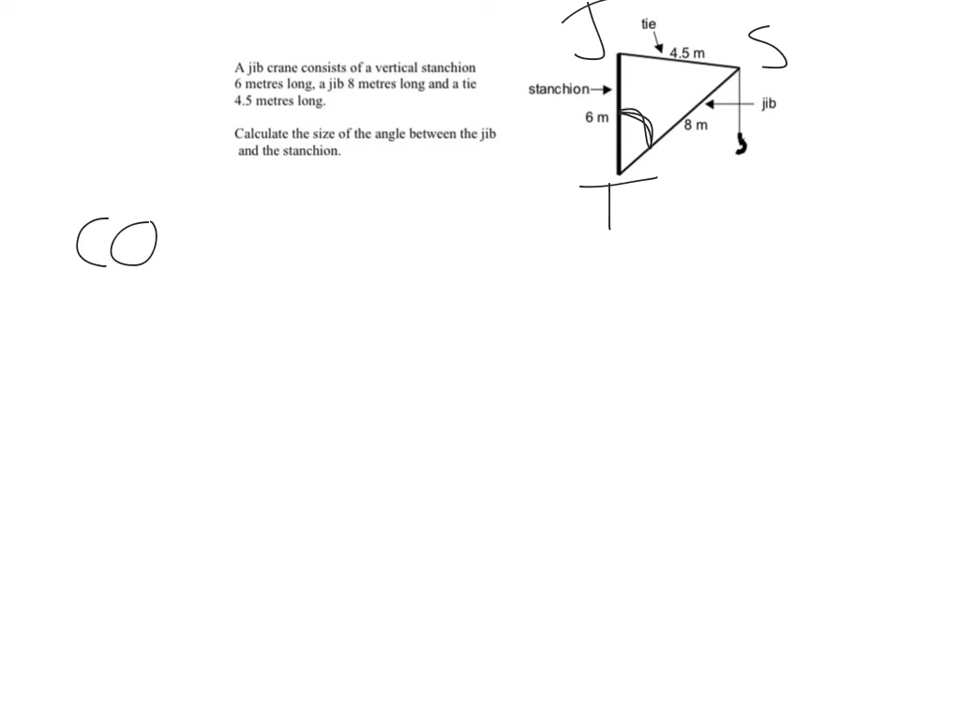 J
tie
4.5 m
S
A jib crane consists of a vertical stanchion
6 metres long, a jib 8 metres long and a tie
4.5 metres long.
stanchion
jib
6 m
8 m
Calculate the size of the angle between the jib
and the stanchion.
T
CO